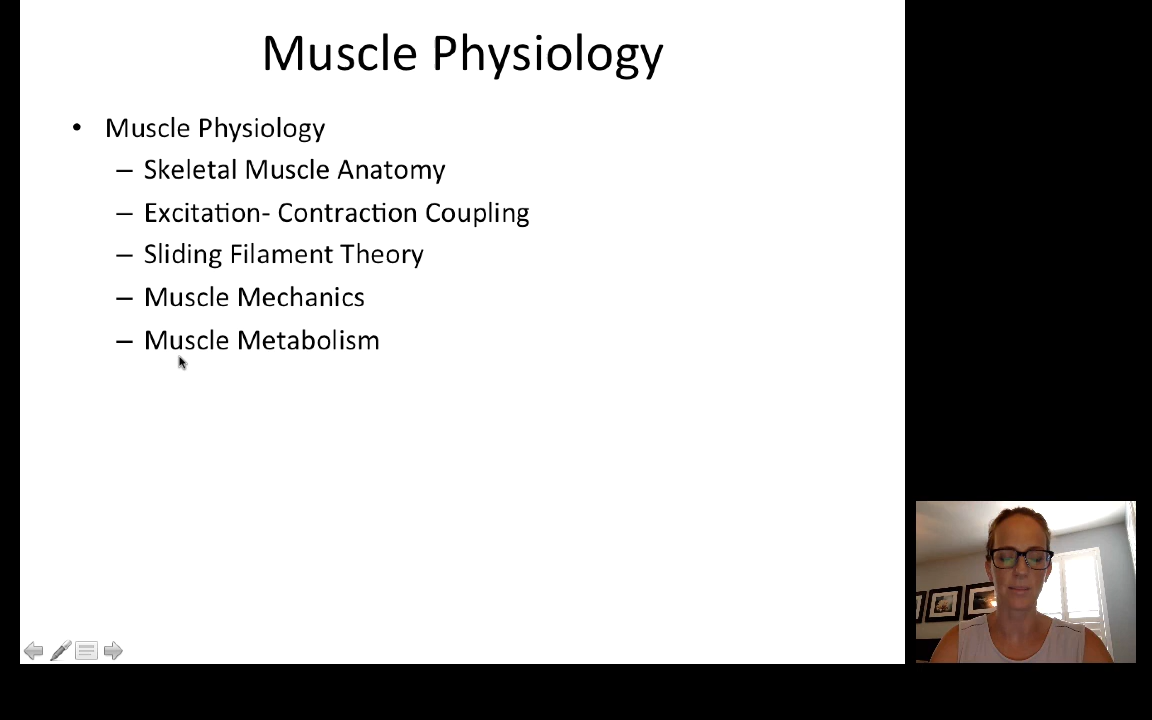 Muscle Physiology
• Muscle Physiology
– Skeletal Muscle Anatomy
– Excitation- Contraction Coupling
– Sliding Filament Theory
– Muscle Mechanics
– Muscle Metabolism